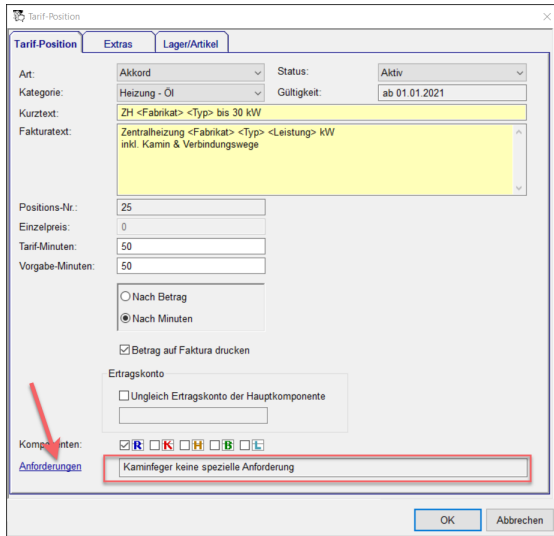 Tarif-Position
Tarif-Position Extras Lager/Artikel
Art: Akkord Status: Aktiv
Kategorie: Heizung - Öl Gültigkeit: ab 01.01.2021
Kurztext: ZH <Fabrikat> <Typ> bis 30 kW
Fakturatext: Zentralheizung <Fabrikat> <Typ> <Leistung> kW
inkl. Kamin & Verbindungswege
Positions-Nr.: 25
Einzelpreis: 0
Tarif-Minuten: 50
Vorgabe-Minuten: 50
Nach Betrag
Nach Minuten
Betrag auf Faktura drucken
Ertragskonto
Ungleich Ertragskonto der Hauptkomponente
Komponenten: R K H B L
Anforderungen Kaminfeger keine spezielle Anforderung
OK Abbrechen